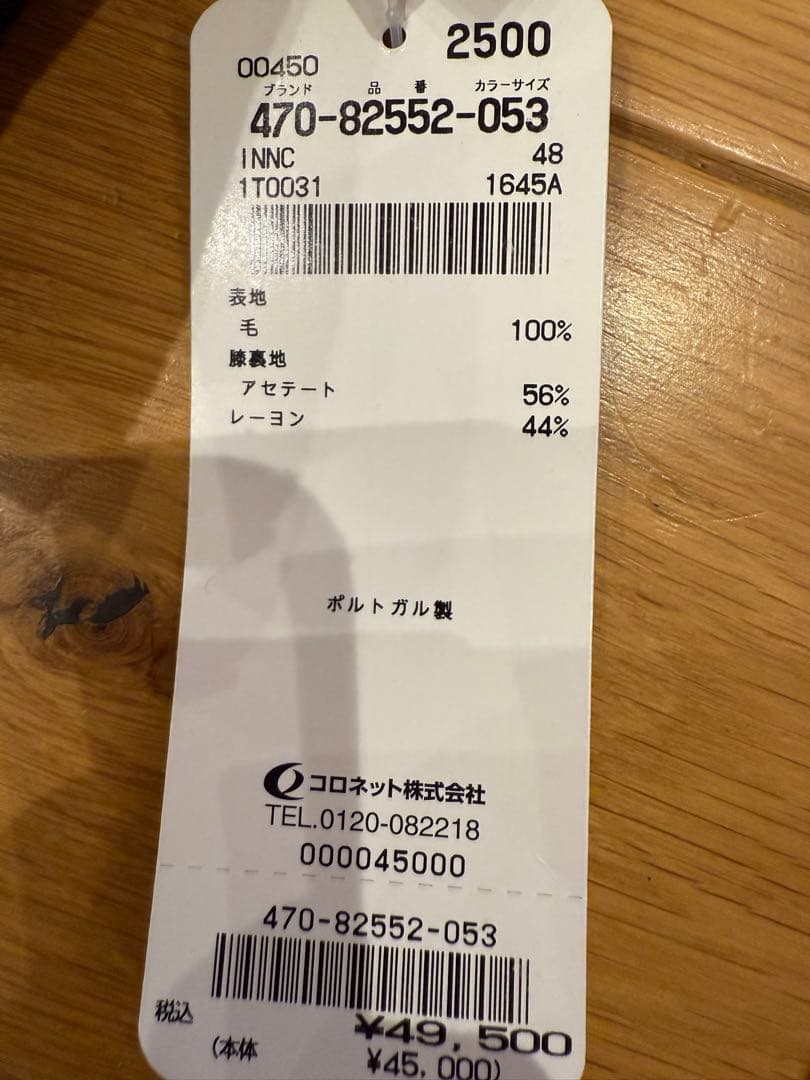 2500
00450
ブランド 品 番 カラーサイズ
470-82552-053
INNC 48
1T0031 1645A
表地
毛 100%
膝裏地
アセテート 56%
レーヨン 44%
ポルトガル製
コロネット株式会社
TEL.0120-082218
000045000
470-82552-053
税込 ¥49,500
(本体 ¥45,000)